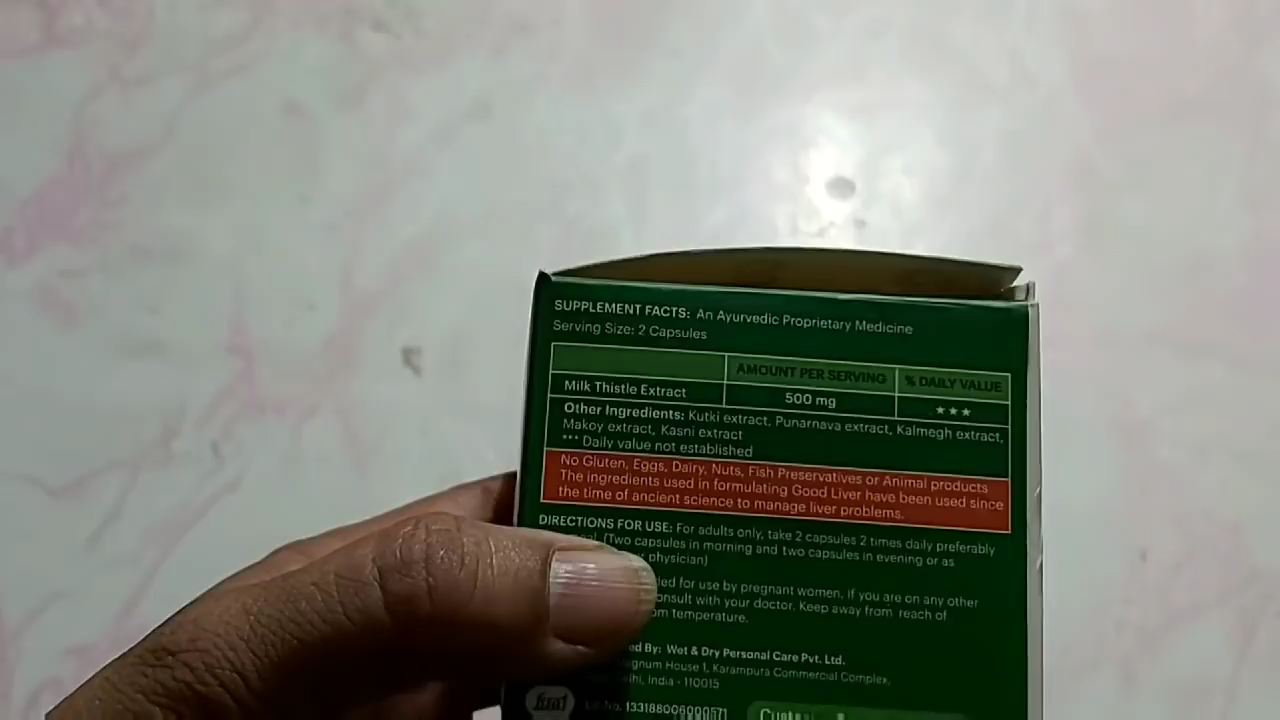 SUPPLEMENT FACTS: An Ayurvedic Proprietary Medicine
Serving Size: 2 Capsules
AMOUNT PER SERVING % DAILY VALUE
Milk Thistle Extract 500 mg ***
Other Ingredients: Kutki extract, Punarnava extract, Kalmegh extract,
Makoy extract, Kasni extract
*** Daily value not established
No Gluten, Eggs, Dairy, Nuts, Fish Preservatives or Animal products
The ingredients used in formulating Good Liver have been used since
the time of ancient science to manage liver problems.
DIRECTIONS FOR USE: For adults only, take 2 capsules 2 times daily preferably
(Two capsules in morning and two capsules in evening or as
physician)
for use by pregnant women, if you are on any other
consult with your doctor. Keep away from reach of
temperature.
By: Wet & Dry Personal Care Pvt. Ltd.
House 1, Karampura Commercial Complex,
India - 110015
No. 133188006000571